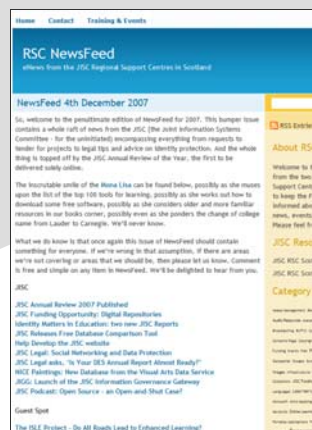 Home Contact Training & Events
RSC NewsFeed
eNews from the JISC Regional Support Centres in Scotland
NewsFeed 4th December 2007
So, welcome to the penultimate edition of NewsFeed for 2007. This bumper issue
contains a whole raft of news from the JISC (the Joint Information Systems
Committee - for the uninitiated) encompassing everything from requests to
tender for projects to legal tips and advice on identity protection. And the whole
thing is topped off by the JISC Annual Review of the Year, the first to be
delivered solely online.
The inscrutable smile of the Mona Lisa can be found below, possibly as she muses
upon the list of the top 100 tools for learning, possibly as she works out how to
download some free software, possibly as she considers older and more familiar
resources in our books corner, possibly even as she ponders the change of college
name from Lauder to Carnegie. We'll never know.
What we do know is that once again this issue of NewsFeed should contain
something for everyone. If we're wrong in that assumption, if there are areas
we're not covering or areas that we should be, then please let us know. Comment
is free and simple on any item in NewsFeed. We'll be delighted to hear from you.
JISC
JISC Annual Review 2007 Published
JISC Funding Opportunity: Digital Repositories
Identity Matters in Education: two new JISC Reports
JISC Releases Free Database Comparison Tool
Help Develop the JISC website
JISC Legal: Social Networking and Data Protection
JISC Legal asks, 'Is Your DES Annual Report Almost Ready?'
NICE Paintings: New Database from the Visual Arts Data Service
JIGG: Launch of the JISC Information Governance Gateway
JISC Podcast: Open Source - an Open-and-Shut Case?
Guest Spot
The ISLE Project - Do All Roads Lead to Enhanced Learning?
RSS Entries
About RS
Welcome to t
from the two
Support Cent
to keep the F
informed abo
news, events,
Please feel fr
JISC Reso
JISC RSC Sco
JISC RSC Sco
Category